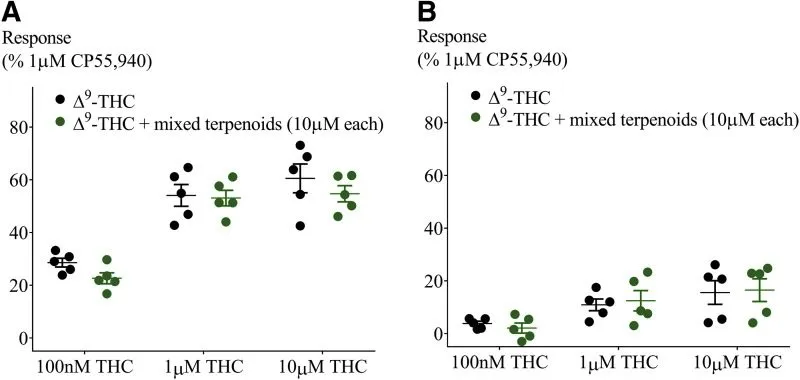 A
Response
(% 1μM CP55,940)
Δ⁹-THC
Δ⁹-THC + mixed terpenoids (10μM each)
80
60
40
20
0
100nM THC 1μM THC 10μM THC
B
Response
(% 1μM CP55,940)
Δ⁹-THC
Δ⁹-THC + mixed terpenoids (10μM each)
80
60
40
20
0
100nM THC 1μM THC 10μM THC